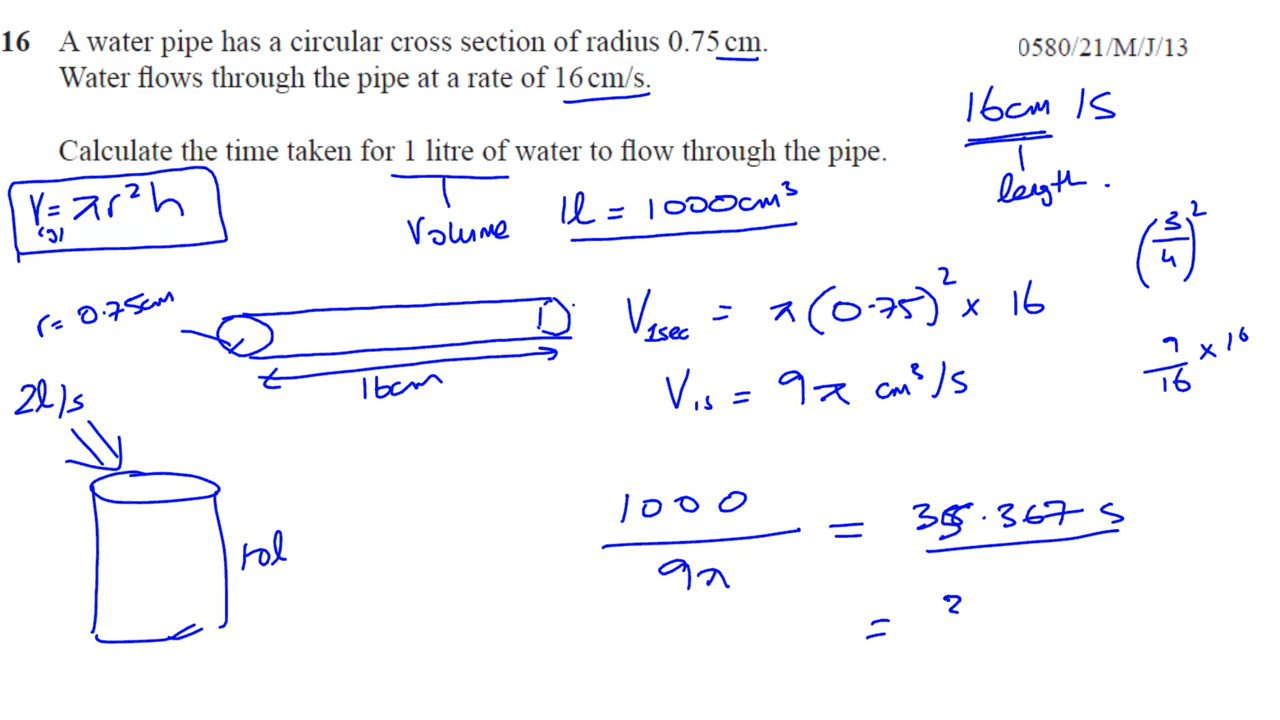 16 A water pipe has a circular cross section of radius 0.75 cm.
0580/21/M/J/13
Water flows through the pipe at a rate of 16 cm/s.
16cm /s
length.
Calculate the time taken for 1 litre of water to flow through the pipe.
V = πr²h
Volume
1l = 1000cm³
(3/4)²
r = 0.75cm
16cm
V1sec = π(0.75)² × 16
9/16 × 16
V1s = 9π cm³/s
2l/s
10l
1000/9π = 35.367 s
=